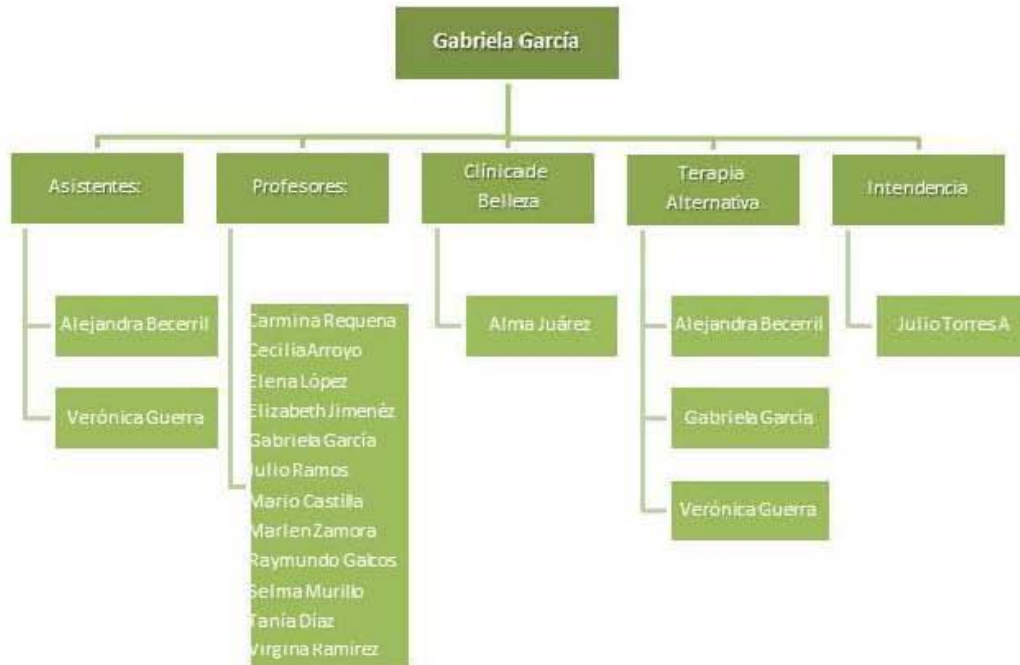 Gabriela García
Asistentes:
Profesores:
Clínica de
Belleza
Terapia
Alternativa
Intendencia
Alejandra Becerril
Verónica Guerra
Carmina Requena
Cecilia Arroyo
Elena López
Elizabeth Jimenéz
Gabriela García
Julio Ramos
Mario Castilla
Marlen Zamora
Raymundo Galcos
Selma Murillo
Tania Díaz
Virgina Ramírez
Alma Juárez
Alejandra Becerril
Gabriela García
Verónica Guerra
Julio Torres A